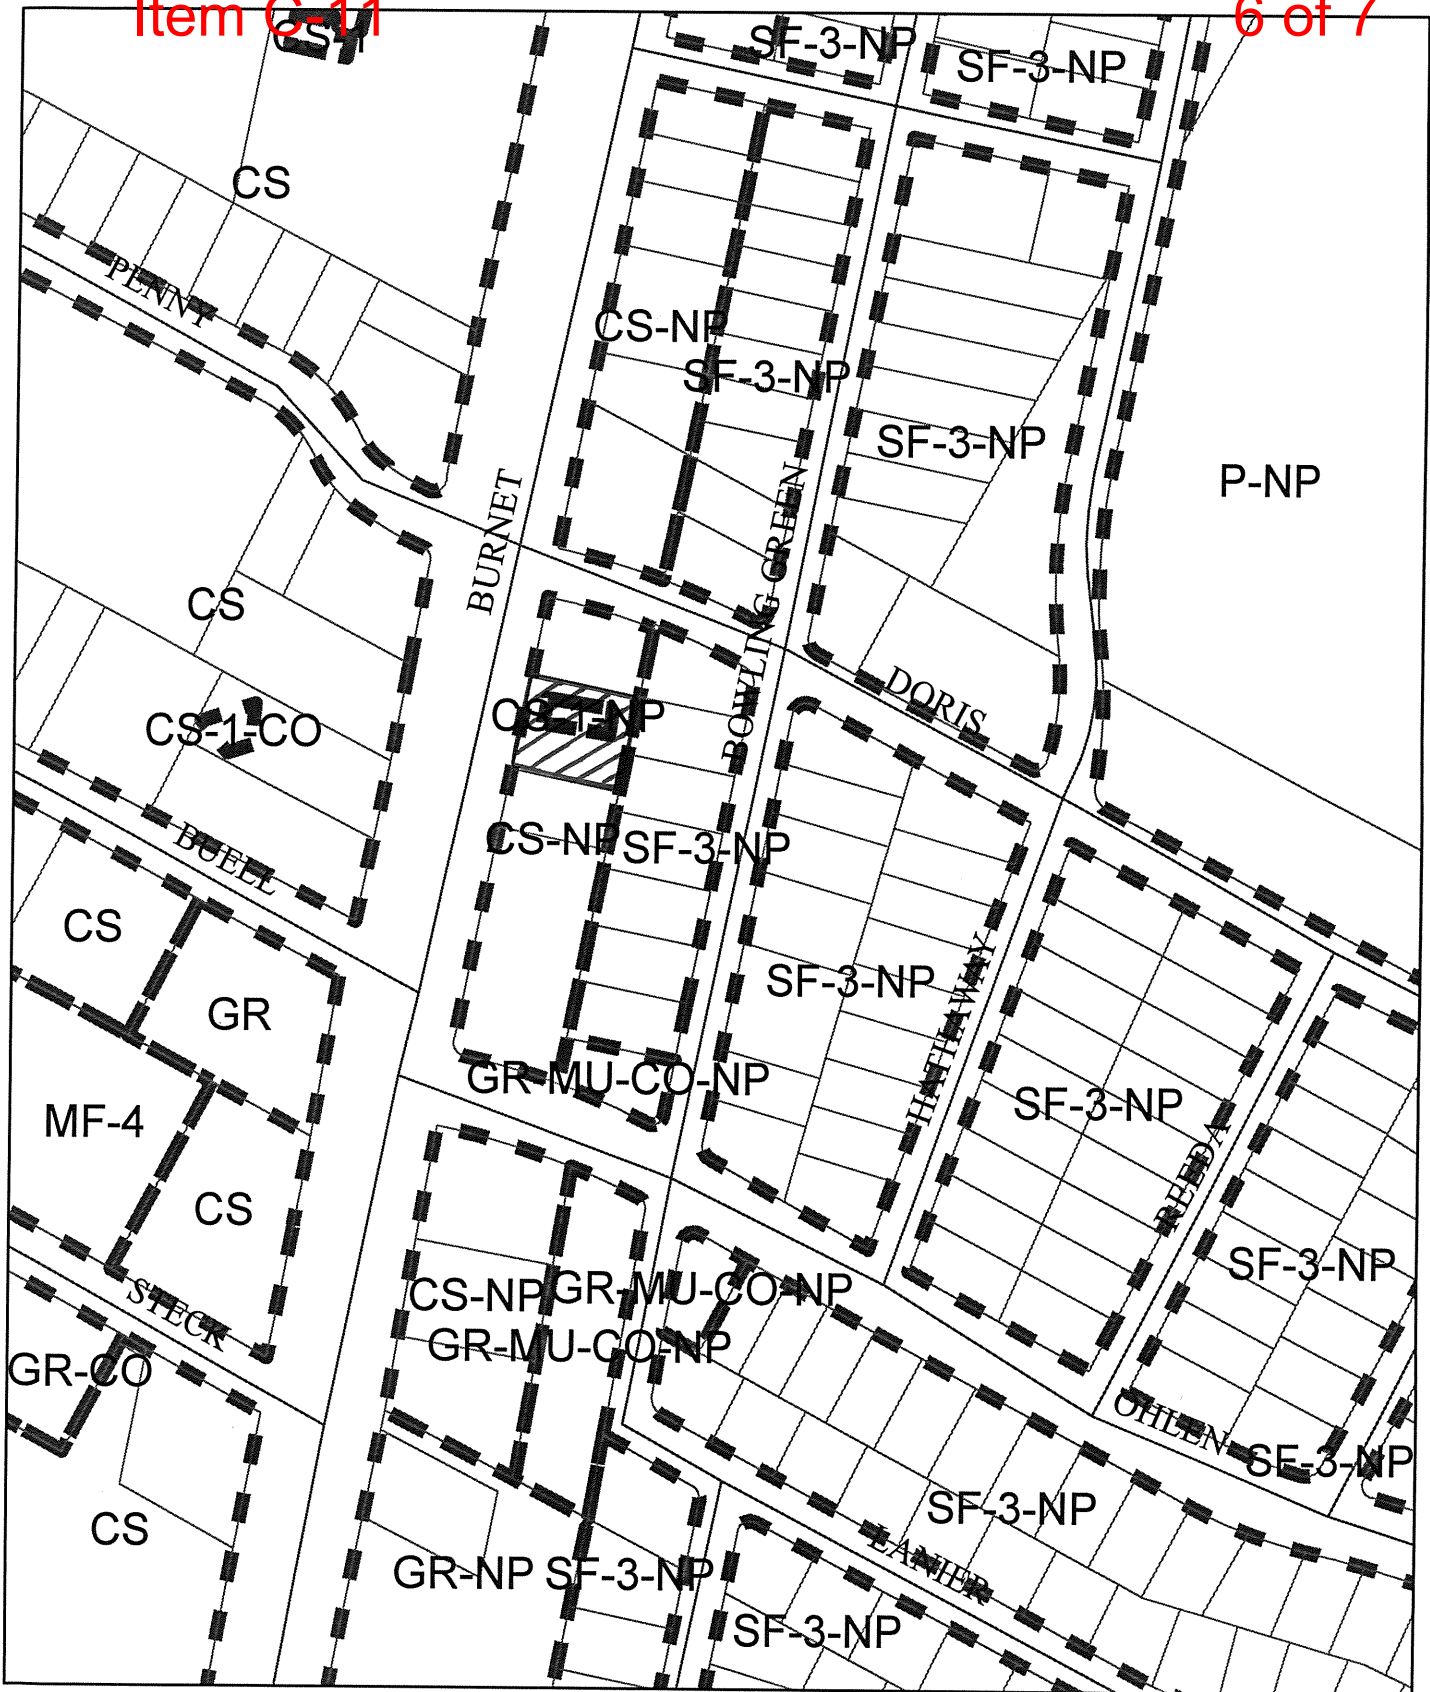 Item C-11
6 of 7
CS-1
SF-3-NP
SF-3-NP
CS
PENNY
CS-NP
SF-3-NP
SF-3-NP
P-NP
BURNET
BOWLING GREEN
CS
DORIS
CS-1-CO
CS-1-NP
BUELL
CS-NP
SF-3-NP
CS
SF-3-NP
HATHAWAY
GR
GR-MU-CO-NP
SF-3-NP
MF-4
REEDA
CS
SF-3-NP
STECK
CS-NP
GR-MU-CO-NP
GR-MU-CO-NP
GR-CO
OHLEN
SF-3-NP
CS
SF-3-NP
LANIER
GR-NP
SF-3-NP
SF-3-NP